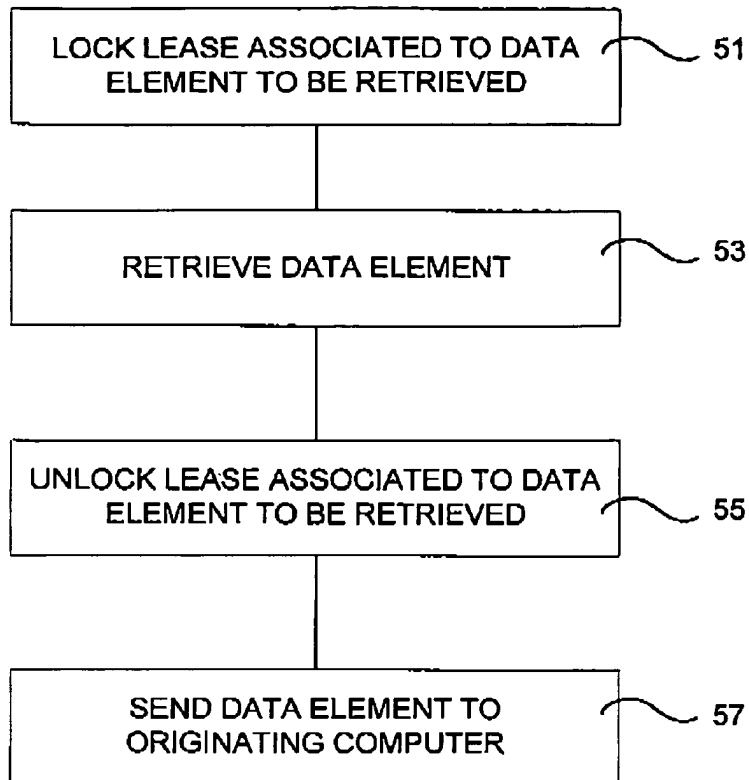 LOCK LEASE ASSOCIATED TO DATA
ELEMENT TO BE RETRIEVED
51
RETRIEVE DATA ELEMENT
53
UNLOCK LEASE ASSOCIATED TO DATA
ELEMENT TO BE RETRIEVED
55
SEND DATA ELEMENT TO
ORIGINATING COMPUTER
57